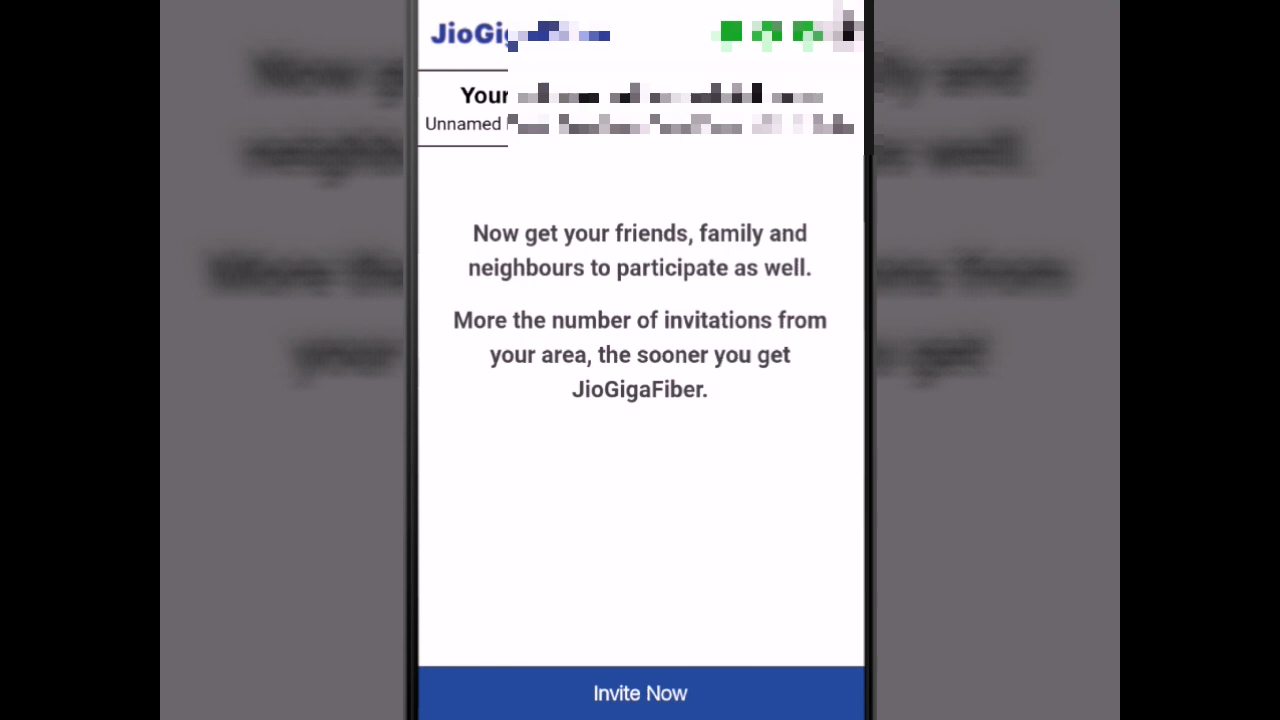 JioGig
Your
Unnamed
Now get your friends, family and
neighbours to participate as well.
More the number of invitations from
your area, the sooner you get
JioGigaFiber.
Invite Now